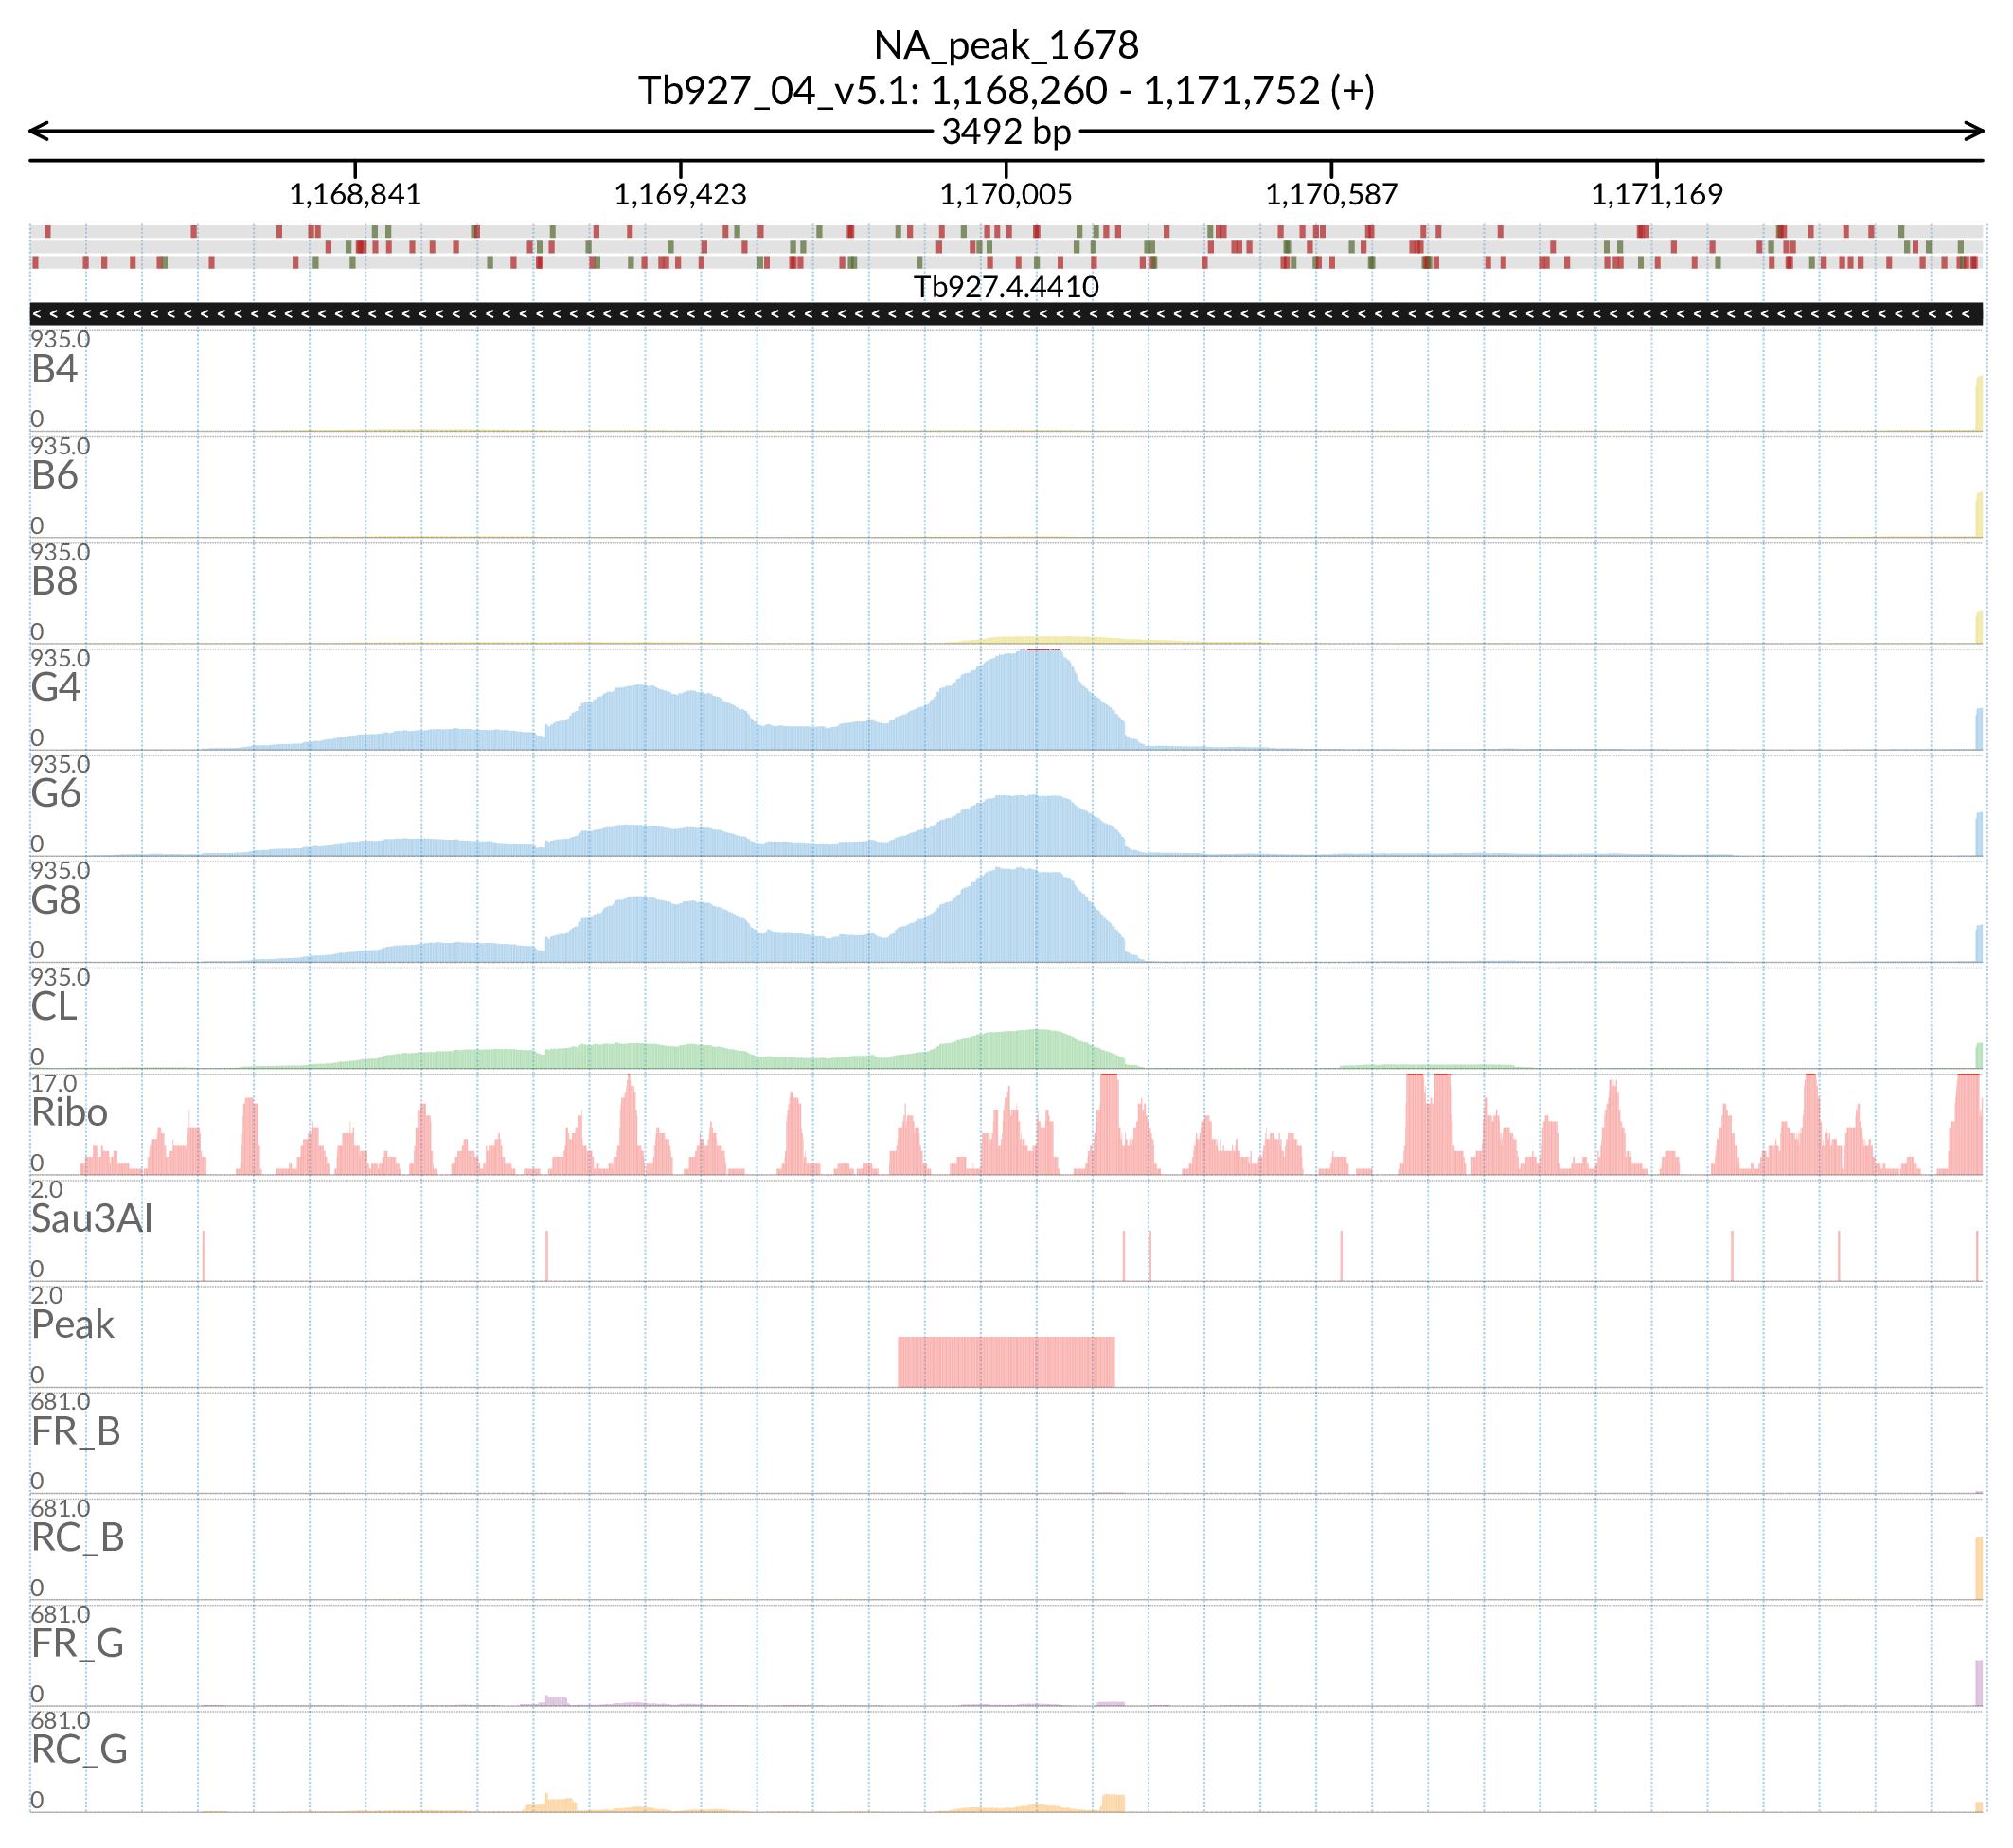 NA_peak_1678
Tb927_04_v5.1: 1,168,260 - 1,171,752 (+)
3492 bp
1,168,841 1,169,423 1,170,005 1,170,587 1,171,169
Tb927.4.4410
935.0
B4
0
935.0
B6
0
935.0
B8
0
935.0
G4
0
935.0
G6
0
935.0
G8
0
935.0
CL
0
17.0
Ribo
0
2.0
Sau3AI
0
2.0
Peak
0
681.0
FR_B
0
681.0
RC_B
0
681.0
FR_G
0
681.0
RC_G
0